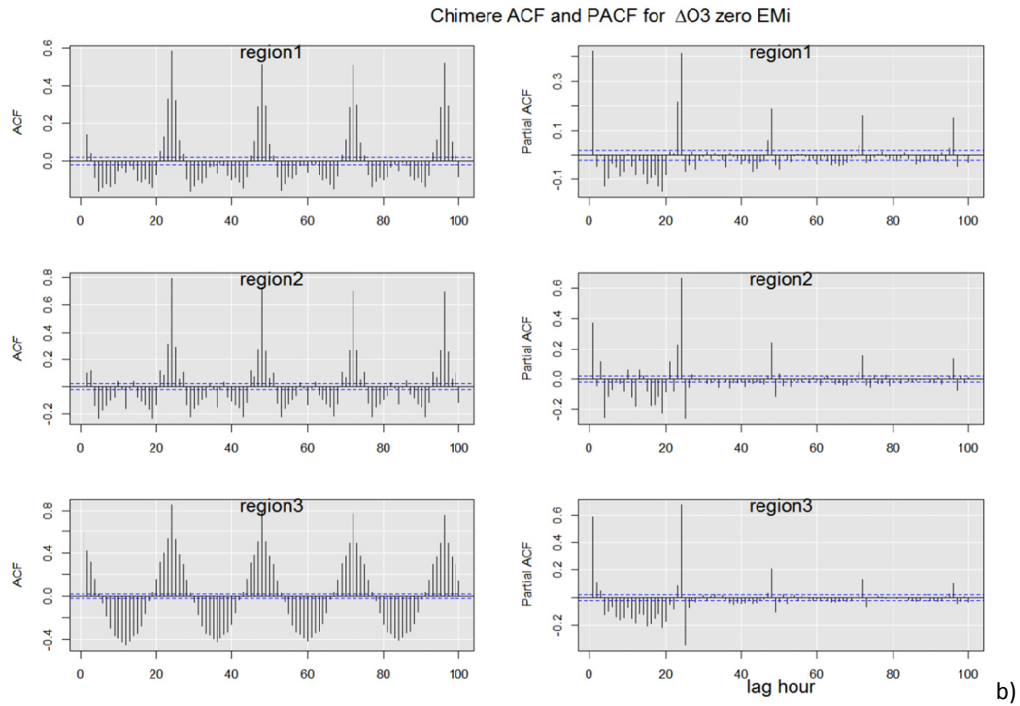 Chimere ACF and PACF for ΔO3 zero EMi
region1
ACF
0.0 0.2 0.4 0.6
0 20 40 60 80 100
region1
Partial ACF
-0.1 0.1 0.3
0 20 40 60 80 100
region2
ACF
-0.2 0.2 0.4 0.6 0.8
0 20 40 60 80 100
region2
Partial ACF
-0.2 0.0 0.2 0.4 0.6
0 20 40 60 80 100
region3
ACF
-0.4 0.0 0.4 0.8
0 20 40 60 80 100
region3
Partial ACF
-0.2 0.2 0.4 0.6
0 20 40 60 80 100
lag hour
b)